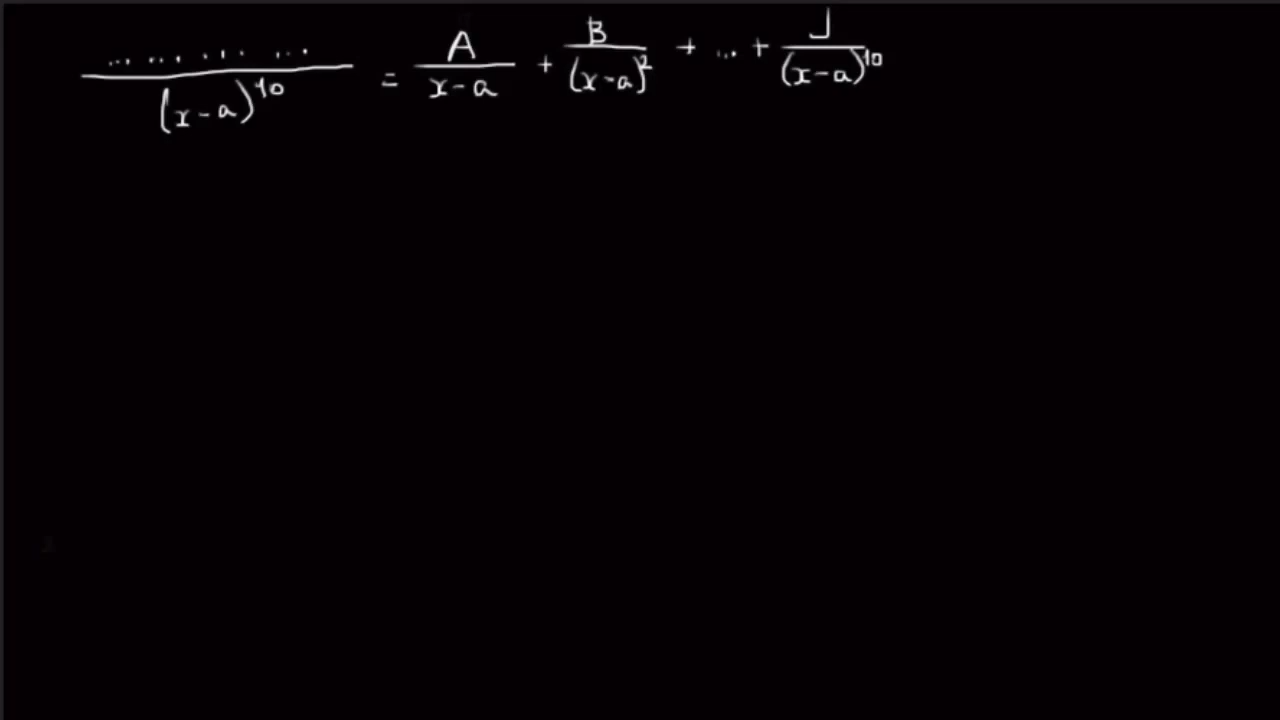 ... ... ... ... / (x-a)^10 = A/(x-a) + B/(x-a)^2 + ... + J/(x-a)^10